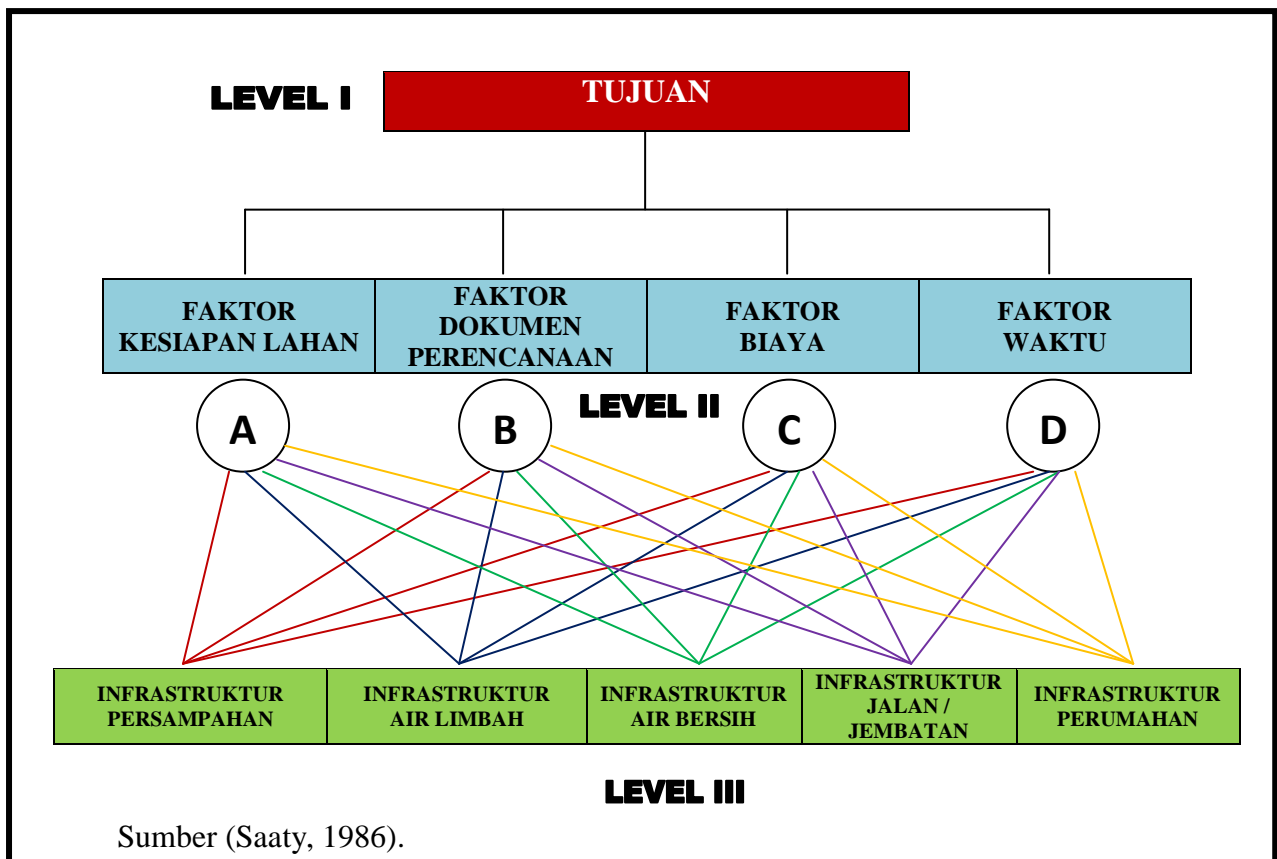 LEVEL I
TUJUAN
FAKTOR
KESIAPAN LAHAN
FAKTOR
DOKUMEN
PERENCANAAN
FAKTOR
BIAYA
FAKTOR
WAKTU
A
B
LEVEL II
C
D
INFRASTRUKTUR
PERSAMPAHAN
INFRASTRUKTUR
AIR LIMBAH
INFRASTRUKTUR
AIR BERSIH
INFRASTRUKTUR
JALAN /
JEMBATAN
INFRASTRUKTUR
PERUMAHAN
LEVEL III
Sumber (Saaty, 1986).